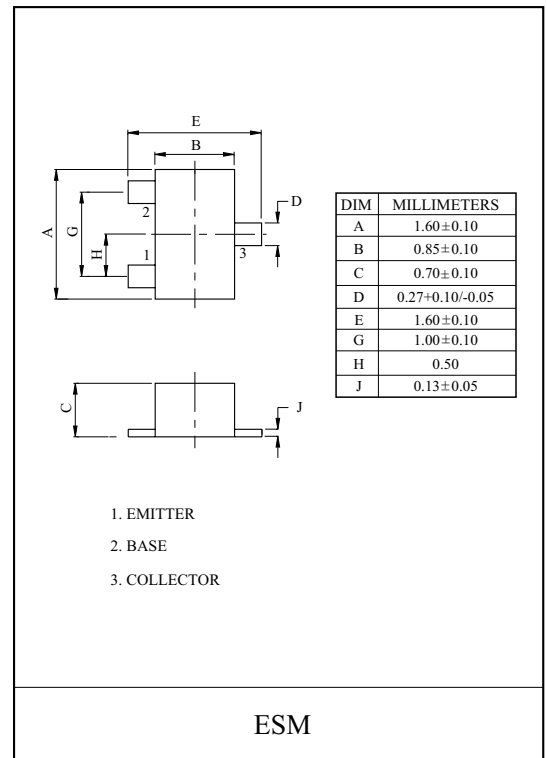 E
B
A
G
H
2
1
D
3
DIM MILLIMETERS
A 1.60±0.10
B 0.85±0.10
C 0.70±0.10
D 0.27+0.10/-0.05
E 1.60±0.10
G 1.00±0.10
H 0.50
J 0.13±0.05
C
J
1. EMITTER
2. BASE
3. COLLECTOR
ESM